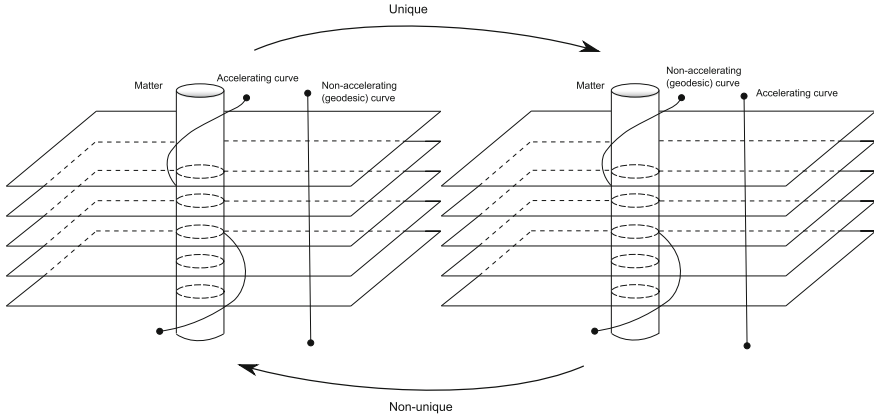 Unique
Matter
Accelerating curve
Non-accelerating
(geodesic) curve
Matter
Non-accelerating
(geodesic) curve
Accelerating curve
Non-unique